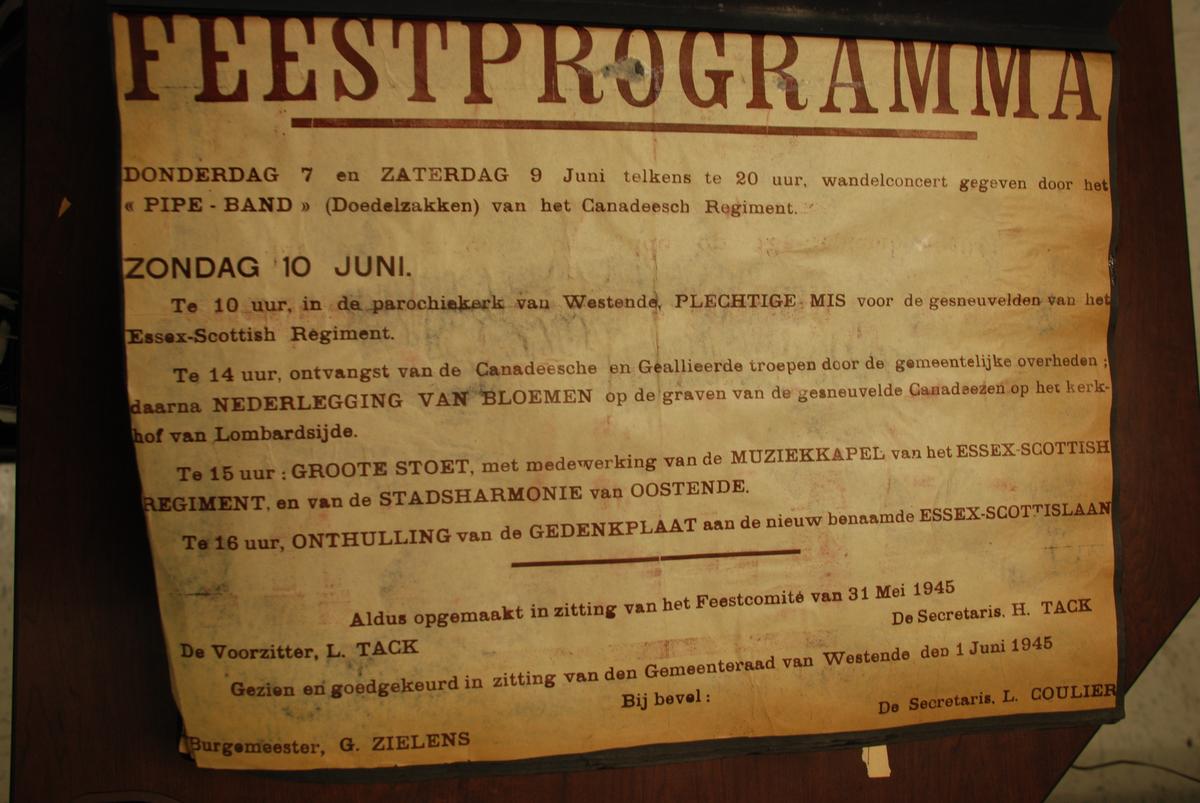 FEESTPROGRAMMA
DONDERDAG 7 en ZATERDAG 9 Juni telkens te 20 uur, wandelconcert gegeven door het
« PIPE - BAND » (Doedelzakken) van het Canadeesch Regiment.
ZONDAG 10 JUNI.
Te 10 uur, in de parochiekerk van Westende, PLECHTIGE MIS voor de gesneuvelden van het
Essex-Scottish Regiment.
Te 14 uur, ontvangst van de Canadeesche en Geallieerde troepen door de gemeentelijke overheden ;
daarna NEDERLEGGING VAN BLOEMEN op de graven van de gesneuvelde Canadeezen op het kerk-
hof van Lombardsijde.
Te 15 uur : GROOTE STOET, met medewerking van de MUZIEKKAPEL van het ESSEX-SCOTTISH
REGIMENT, en van de STADSHARMONIE van OOSTENDE.
Te 16 uur, ONTHULLING van de GEDENKPLAAT aan de nieuw benaamde ESSEX-SCOTTISLAAN
Aldus opgemaakt in zitting van het Feestcomité van 31 Mei 1945
De Voorzitter, L. TACK De Secretaris, H. TACK
Gezien en goedgekeurd in zitting van den Gemeenteraad van Westende den 1 Juni 1945
Bij bevel :
Burgemeester, G. ZIELENS De Secretaris, L. COULIER